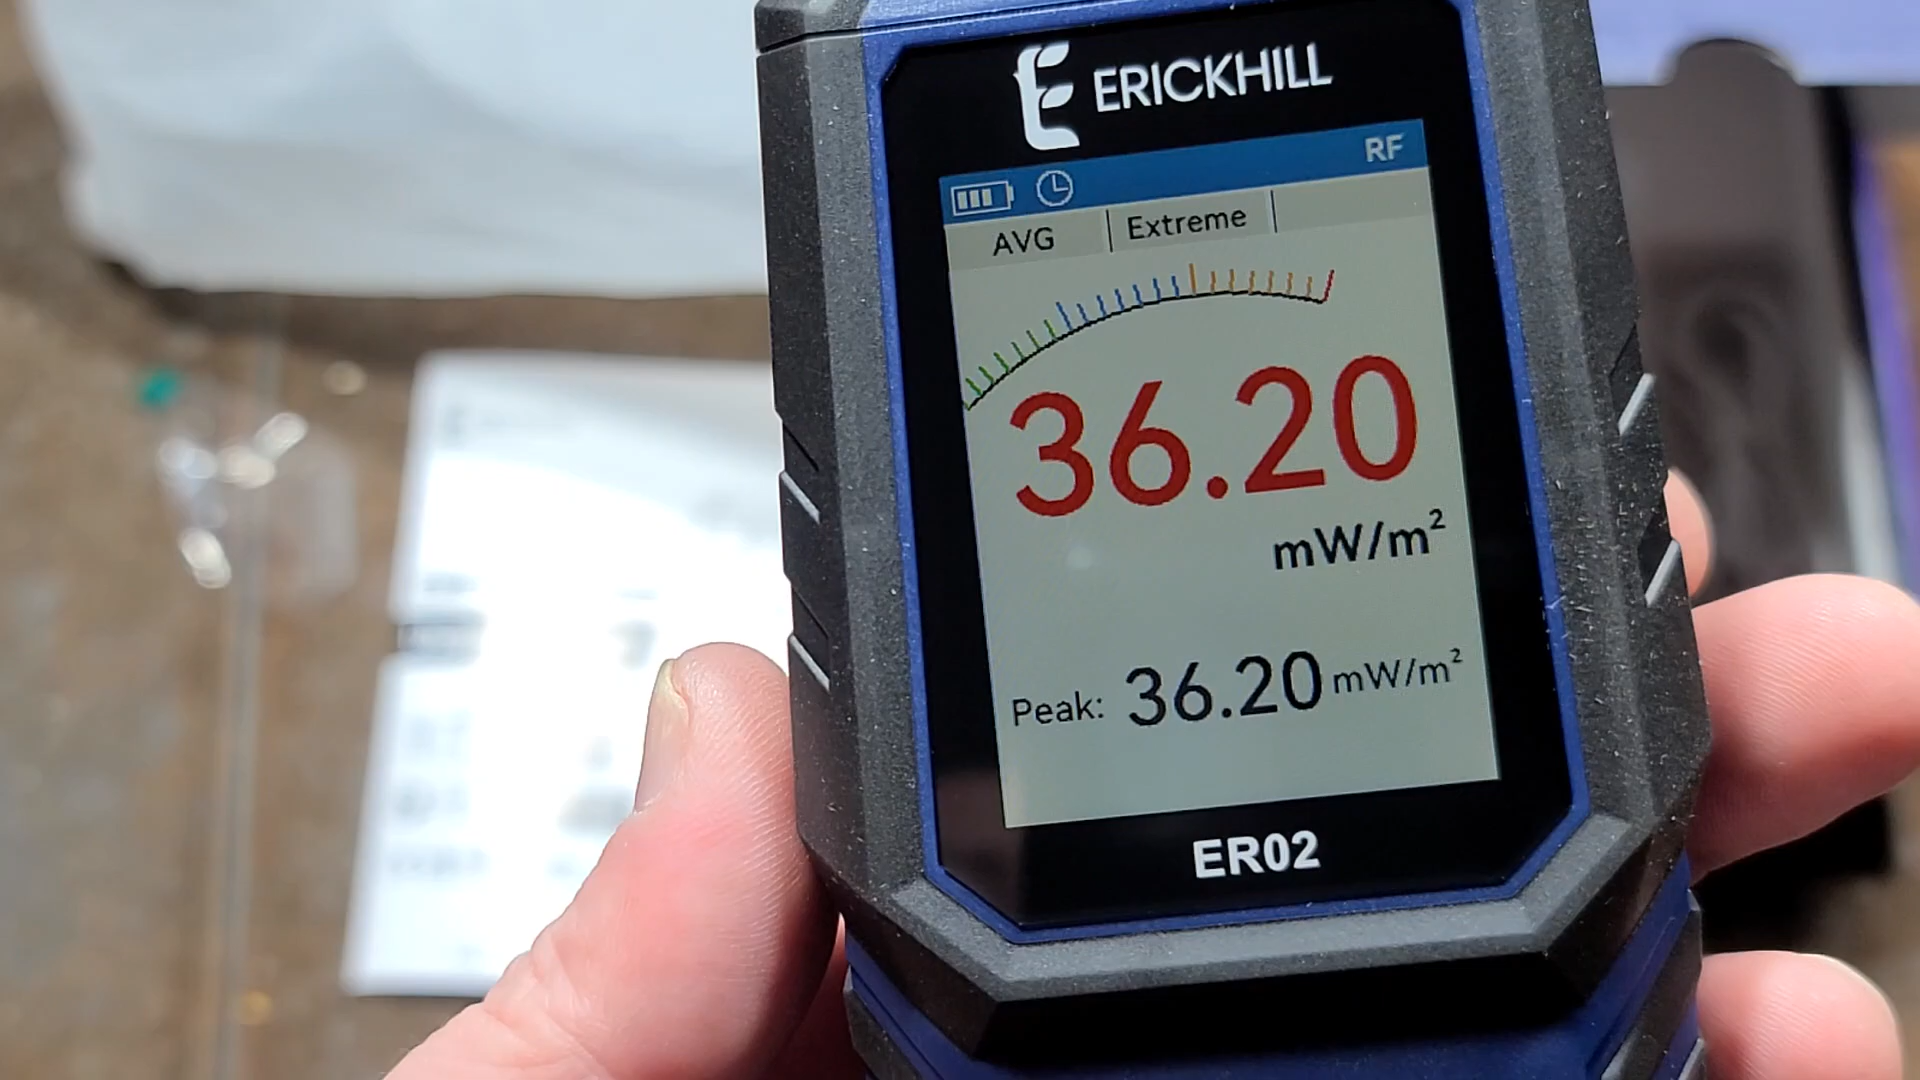 ERICKHILL
RF
AVG Extreme
36.20
mW/m²
Peak: 36.20 mW/m²
ER02